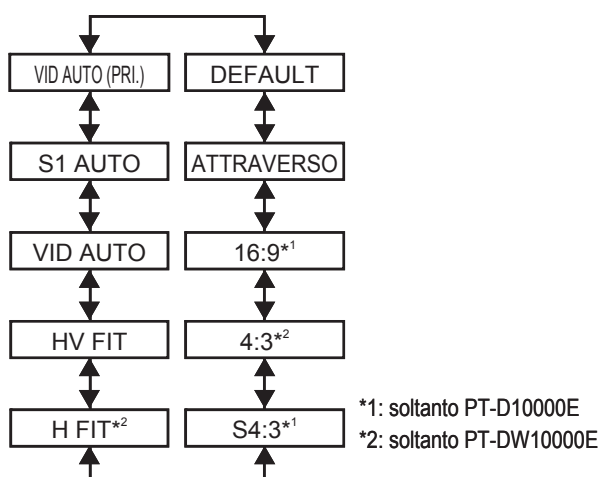 VID AUTO (PRI.)
DEFAULT
S1 AUTO
ATTRAVERSO
VID AUTO
16:9*1
HV FIT
4:3*2
H FIT*2
S4:3*1
*1: soltanto PT-D10000E
*2: soltanto PT-DW10000E